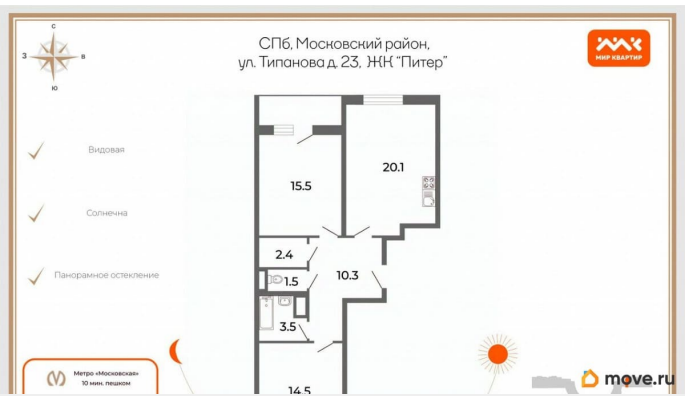 С
З
В
Ю
СПб, Московский район,
ул. Типанова д. 23, ЖК "Питер"
МИР КВАРТИР
Видовая
Солнечна
Панорамное остекление
15.5
20.1
2.4
1.5
10.3
3.5
14.5
Метро «Московская»
10 мин. пешком
move.ru